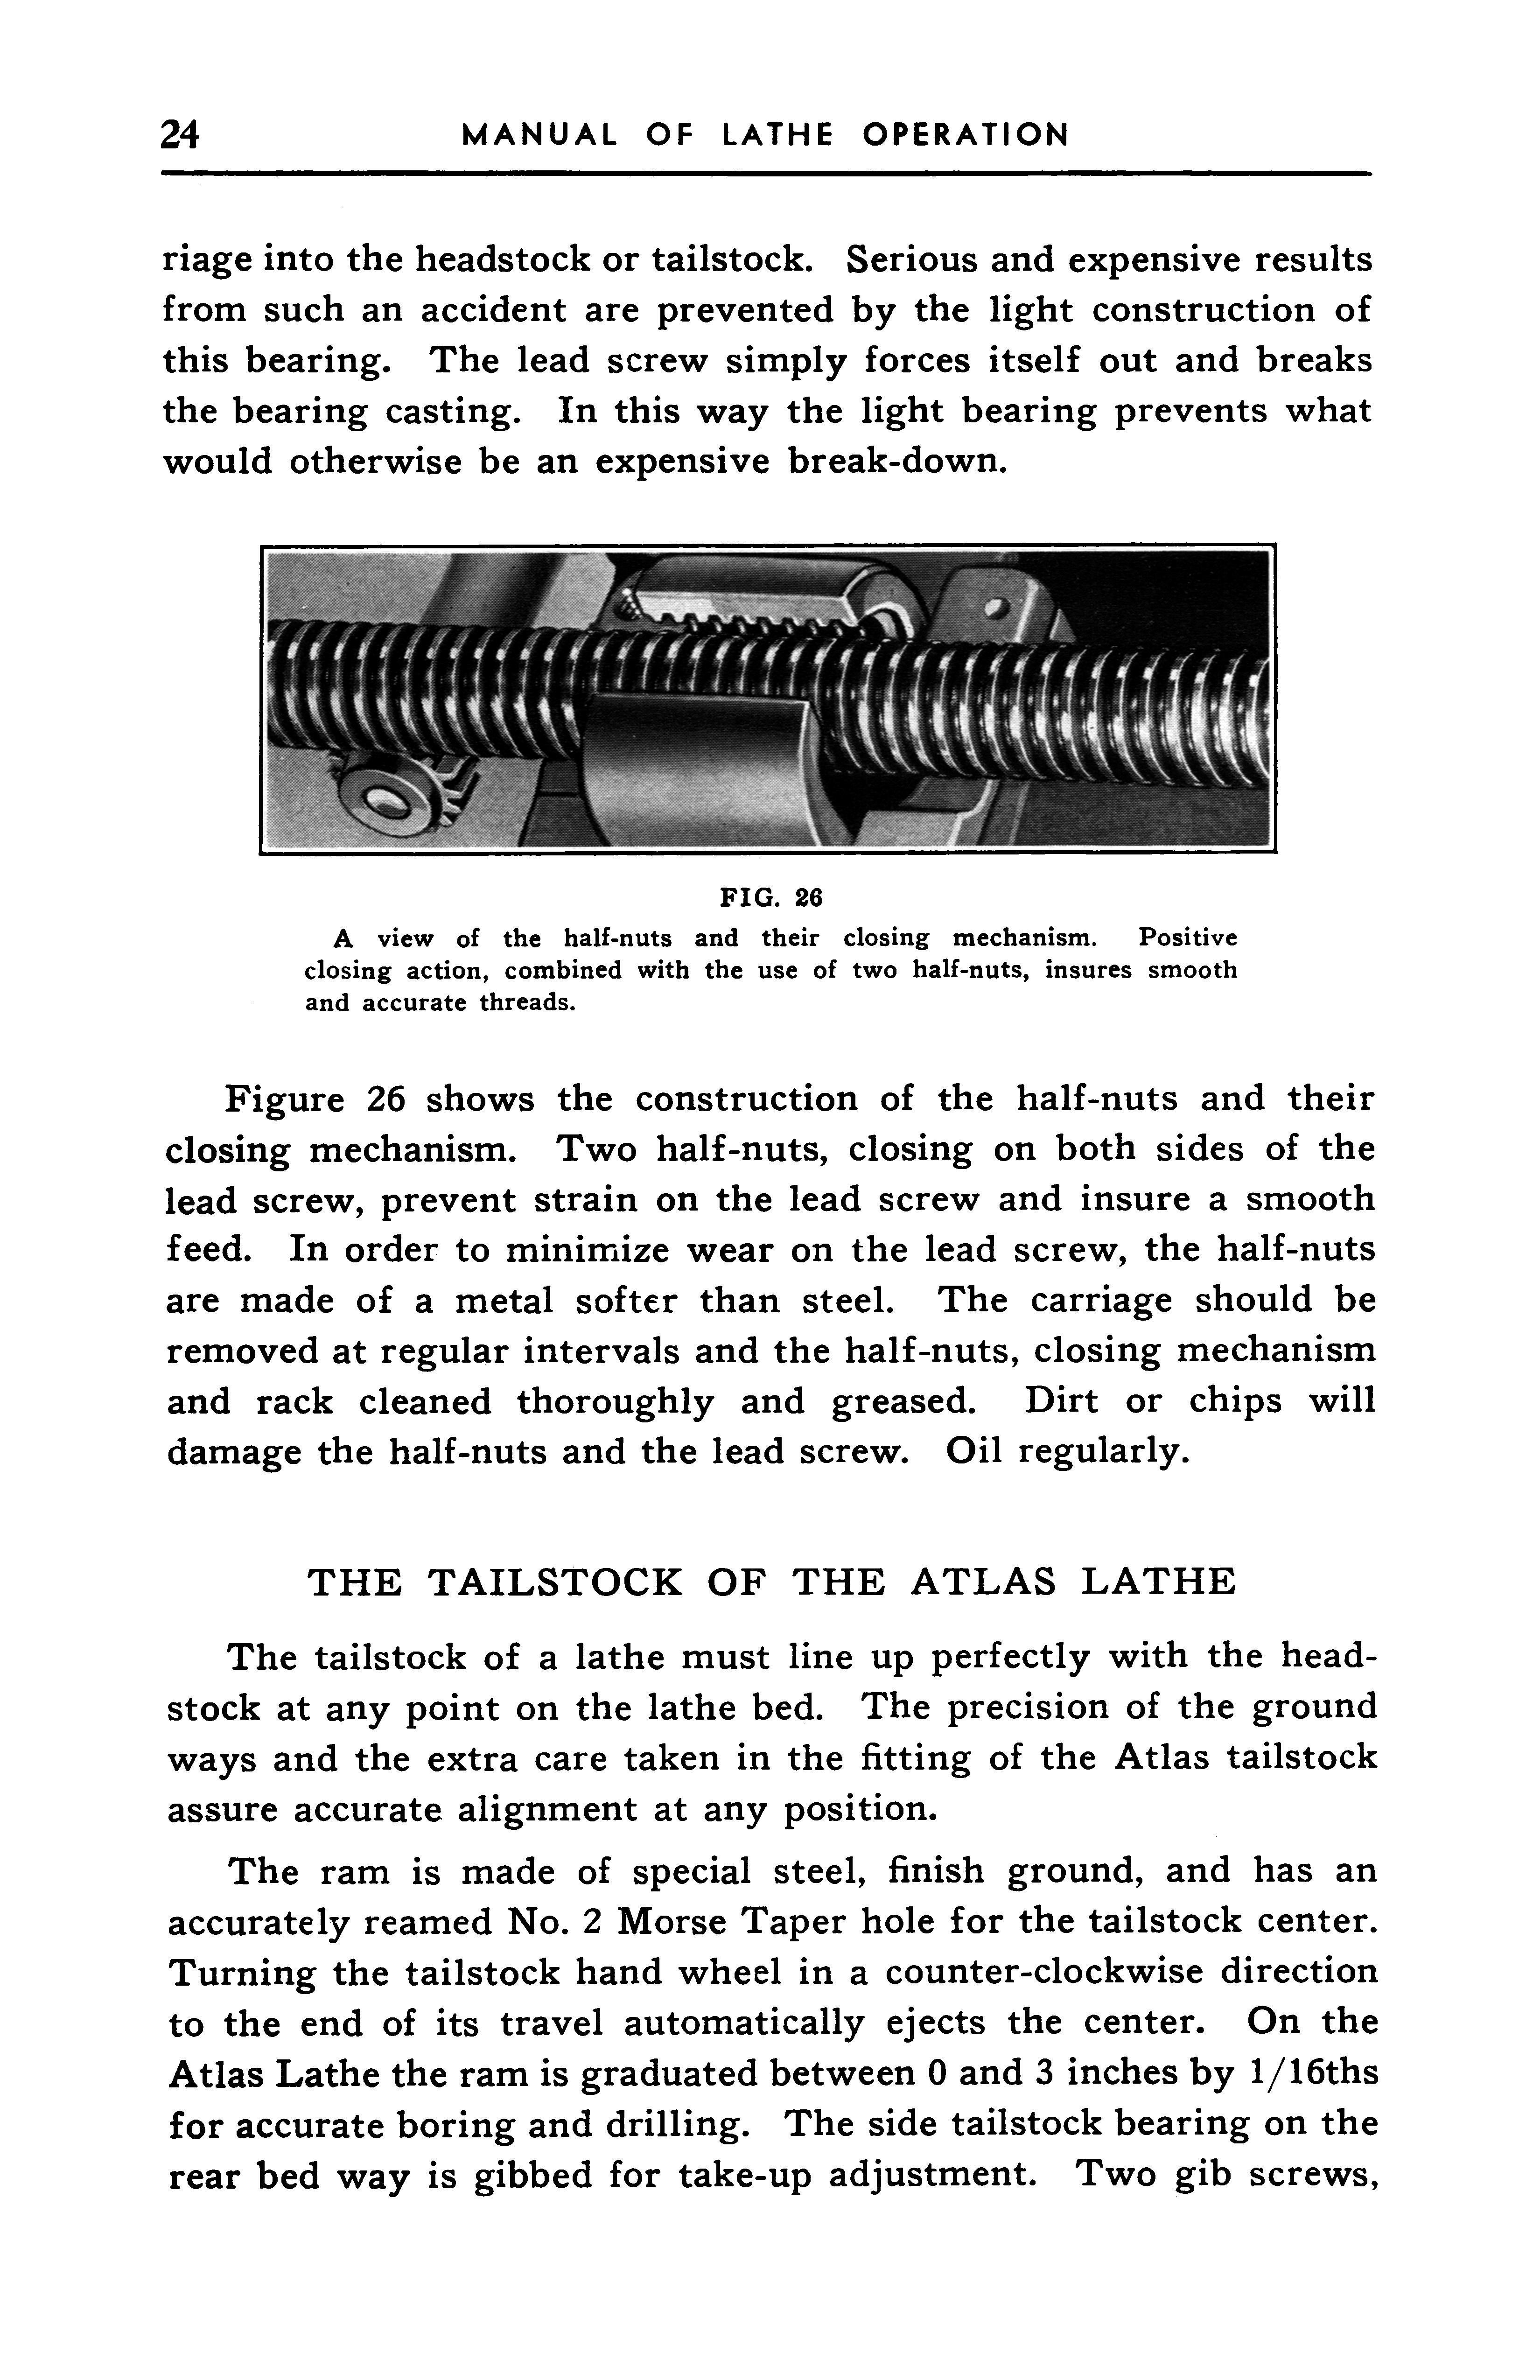 24 MANUAL OF LATHE OPERATION
riage into the headstock or tailstock. Serious and expensive results
from such an accident are prevented by the light construction of
this bearing. The lead screw simply forces itself out and breaks
the bearing casting. In this way the light bearing prevents what
would otherwise be an expensive break-down.
FIG. 26
A view of the half-nuts and their closing mechanism. Positive
closing action, combined with the use of two half-nuts, insures smooth
and accurate threads.
Figure 26 shows the construction of the half-nuts and their
closing mechanism. Two half-nuts, closing on both sides of the
lead screw, prevent strain on the lead screw and insure a smooth
feed. In order to minimize wear on the lead screw, the half-nuts
are made of a metal softer than steel. The carriage should be
removed at regular intervals and the half-nuts, closing mechanism
and rack cleaned thoroughly and greased. Dirt or chips will
damage the half-nuts and the lead screw. Oil regularly.
THE TAILSTOCK OF THE ATLAS LATHE
The tailstock of a lathe must line up perfectly with the head-
stock at any point on the lathe bed. The precision of the ground
ways and the extra care taken in the fitting of the Atlas tailstock
assure accurate alignment at any position.
The ram is made of special steel, finish ground, and has an
accurately reamed No. 2 Morse Taper hole for the tailstock center.
Turning the tailstock hand wheel in a counter-clockwise direction
to the end of its travel automatically ejects the center. On the
Atlas Lathe the ram is graduated between 0 and 3 inches by 1/16ths
for accurate boring and drilling. The side tailstock bearing on the
rear bed way is gibbed for take-up adjustment. Two gib screws,